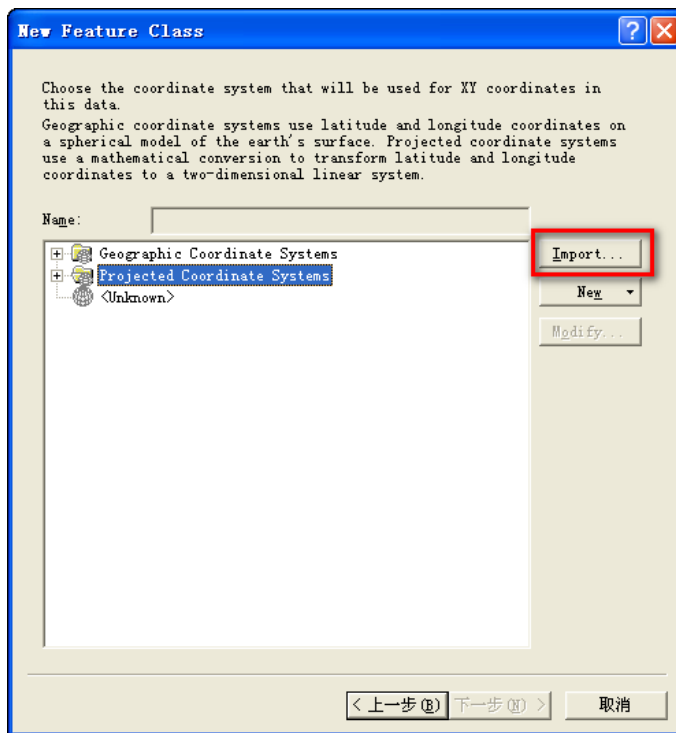 New Feature Class
Choose the coordinate system that will be used for XY coordinates in
this data.
Geographic coordinate systems use latitude and longitude coordinates on
a spherical model of the earth's surface. Projected coordinate systems
use a mathematical conversion to transform latitude and longitude
coordinates to a two-dimensional linear system.
Name:
Geographic Coordinate Systems
Import...
Projected Coordinate Systems
<Unknown>
New
Modify...
< 上一步(B)
下一步(N) >
取消